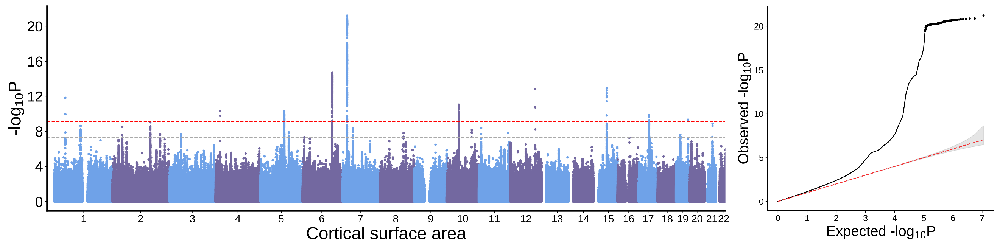 -log10P
20
16
12
8
4
0
1 2 3 4 5 6 7 8 9 10 11 12 13 14 15 16 17 18 19 20 21 22
Cortical surface area
Observed -log10P
20
15
10
5
0
0 1 2 3 4 5 6 7
Expected -log10P